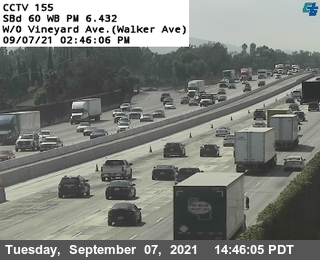 CCTV 155
SBd 60 WB PM 6.432
W/O Vineyard Ave.(Walker Ave)
09/07/21 02:46:06 PM
Tuesday, September 07, 2021 14:46:05 PDT